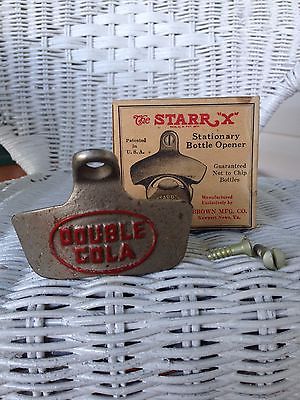 The STARR "X"
Patented
in
U.S.A.
Stationary
Bottle Opener
Guaranteed
Not to Chip
Bottles
Manufactured
Exclusively by
BROWN MFG. CO.
Newport News, Va.
DOUBLE
COLA